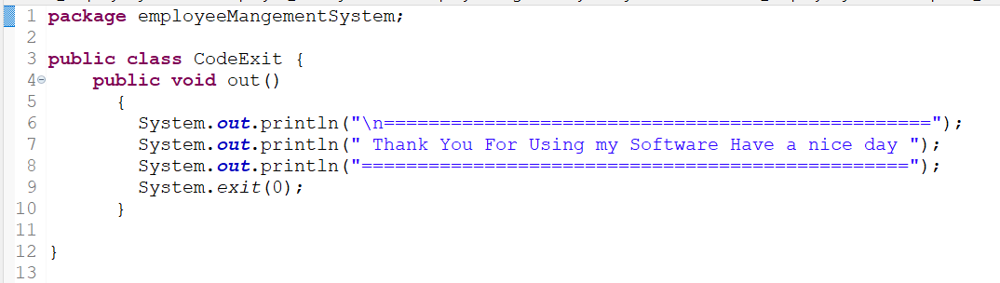 1 package employeeMangementSystem;
2
3 public class CodeExit {
4 public void out()
5 {
6 System.out.println("\n=================================================");
7 System.out.println(" Thank You For Using my Software Have a nice day ");
8 System.out.println("=================================================");
9 System.exit(0);
10 }
11
12 }
13